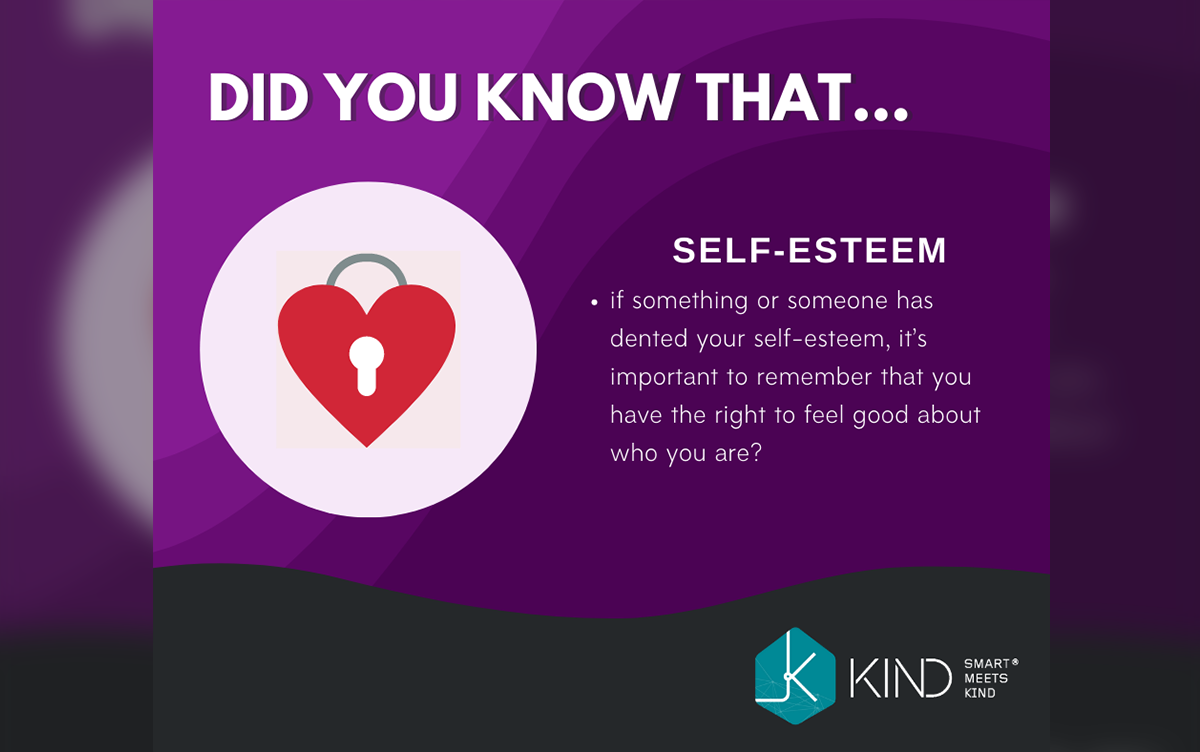 DID YOU KNOW THAT...
SELF-ESTEEM
• if something or someone has
dented your self-esteem, it's
important to remember that you
have the right to feel good about
who you are?
K
KIND
SMART®
MEETS
KIND